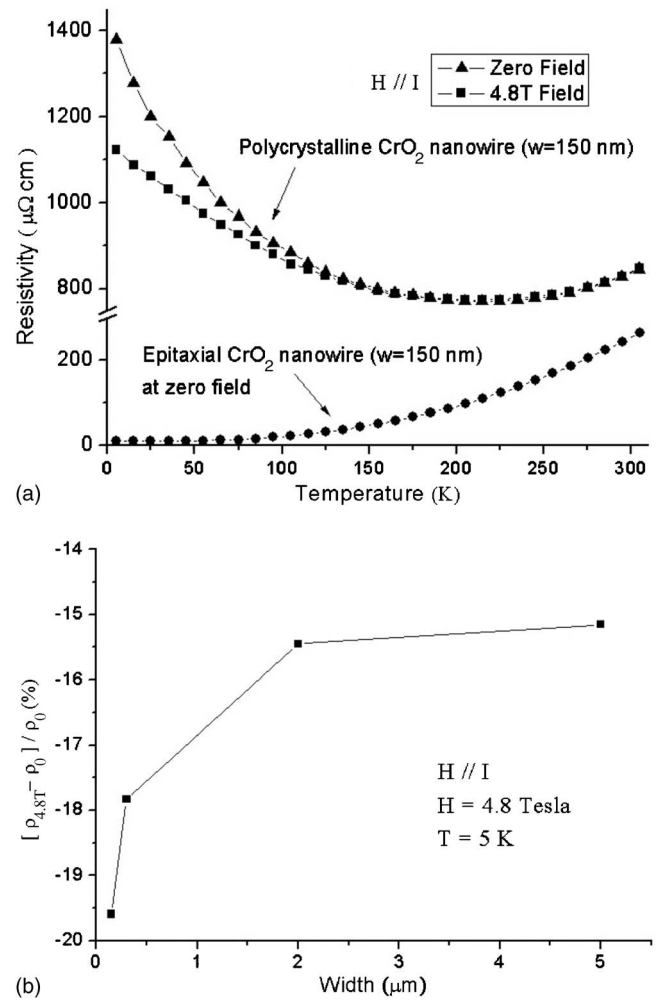 1400
1200
1000
800
200
0
Resistivity ( μΩ cm)
H // I
Zero Field
4.8T Field
Polycrystalline CrO2 nanowire (w=150 nm)
Epitaxial CrO2 nanowire (w=150 nm)
at zero field
0 50 100 150 200 250 300
Temperature (K)
(a)
-14
-15
-16
-17
-18
-19
-20
[ ρ4.8T− ρ0 ] / ρ0 (%)
H // I
H = 4.8 Tesla
T = 5 K
0 1 2 3 4 5
Width (μm)
(b)